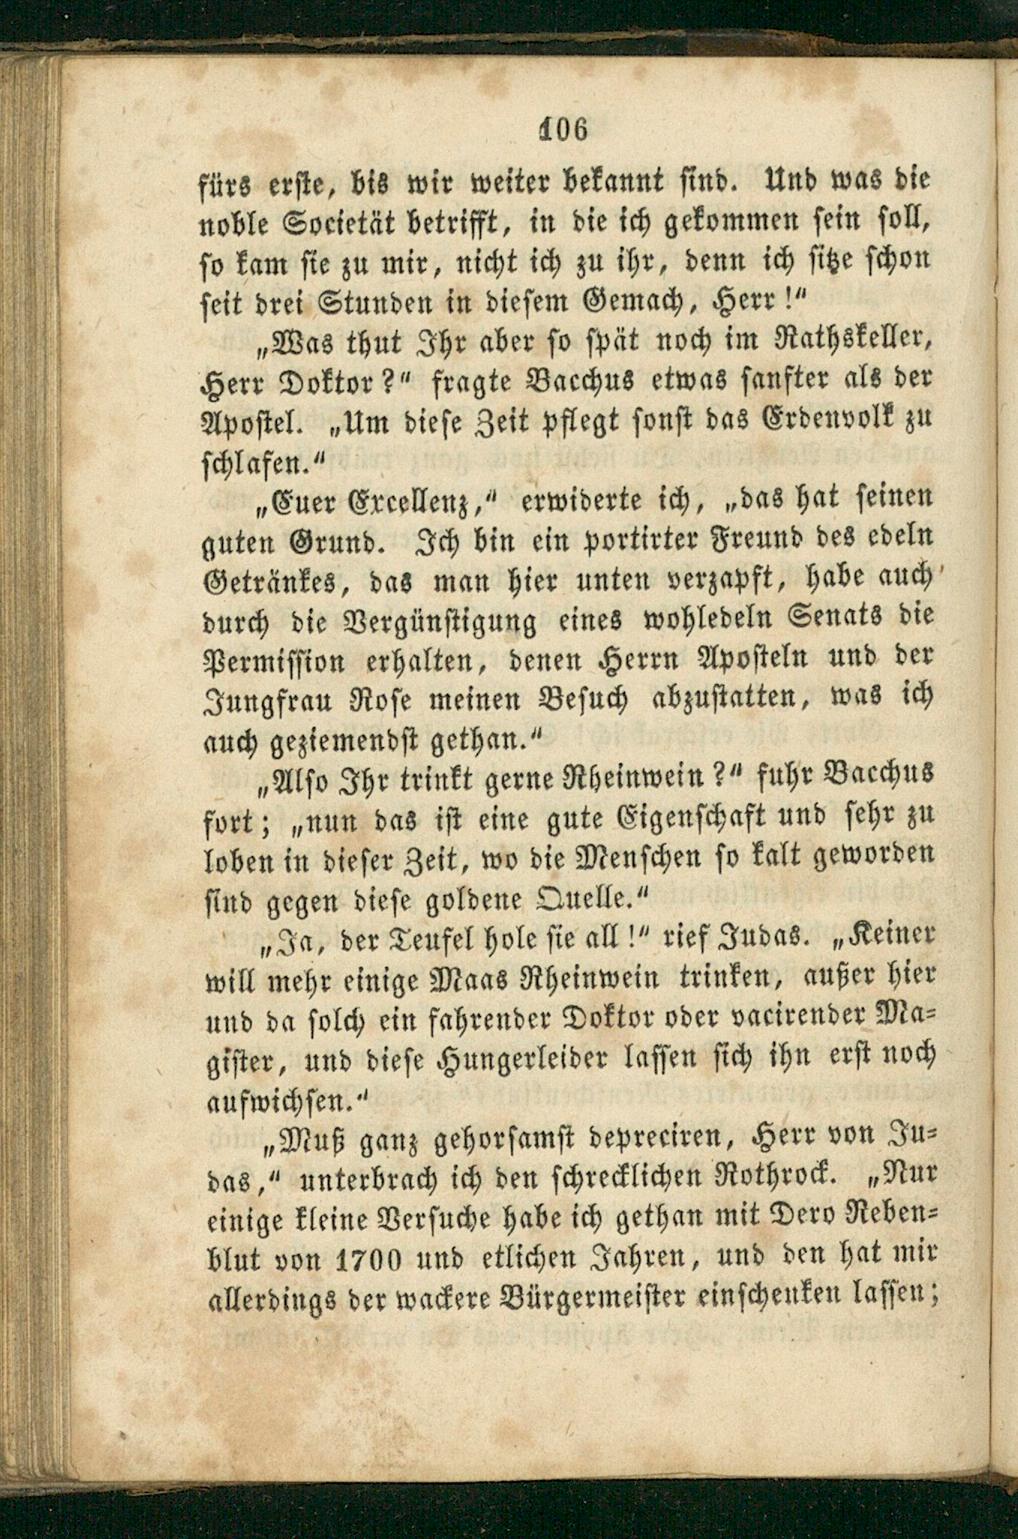 106
fürs erste, bis wir weiter bekannt sind. Und was die
noble Societät betrifft, in die ich gekommen sein soll,
so kam sie zu mir, nicht ich zu ihr, denn ich sitze schon
seit drei Stunden in diesem Gemach, Herr!“
„Was thut Ihr aber so spät noch im Rathskeller,
Herr Doktor?“ fragte Bacchus etwas sanfter als der
Apostel. „Um diese Zeit pflegt sonst das Erdenvolk zu
schlafen.“
„Euer Excellenz,“ erwiderte ich, „das hat seinen
guten Grund. Ich bin ein portirter Freund des edeln
Getränkes, das man hier unten verzapft, habe auch
durch die Vergünstigung eines wohledeln Senats die
Permission erhalten, denen Herrn Aposteln und der
Jungfrau Rose meinen Besuch abzustatten, was ich
auch geziemendst gethan.“
„Also Ihr trinkt gerne Rheinwein?“ fuhr Bacchus
fort; „nun das ist eine gute Eigenschaft und sehr zu
loben in dieser Zeit, wo die Menschen so kalt geworden
sind gegen diese goldene Quelle.“
„Ja, der Teufel hole sie all!“ rief Judas. „Keiner
will mehr einige Maas Rheinwein trinken, außer hier
und da solch ein fahrender Doktor oder vacirender Ma-
gister, und diese Hungerleider lassen sich ihn erst noch
aufwichsen.“
„Muß ganz gehorsamst depreciren, Herr von Ju-
das,“ unterbrach ich den schrecklichen Rothrock. „Nur
einige kleine Versuche habe ich gethan mit Dero Reben-
blut von 1700 und etlichen Jahren, und den hat mir
allerdings der wackere Bürgermeister einschenken lassen;